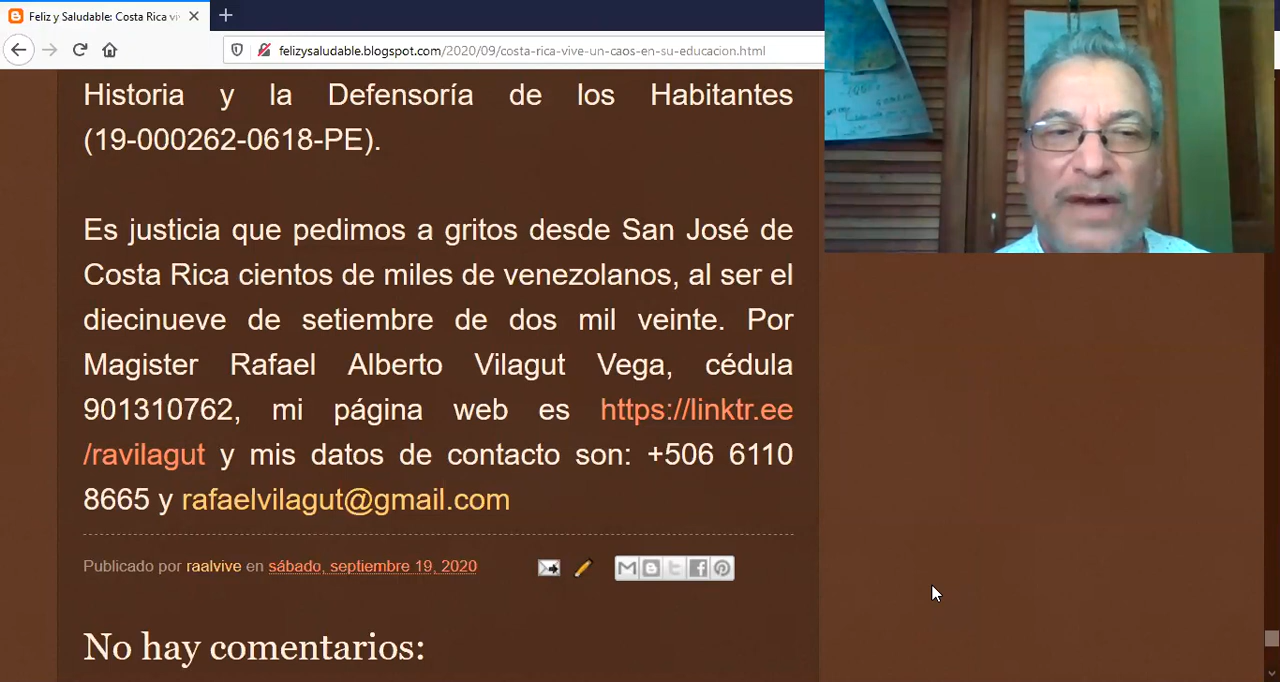 Feliz y Saludable: Costa Rica vi
felizysaludable.blogspot.com/2020/09/costa-rica-vive-un-caos-en-su-educacion.html
Historia y la Defensoría de los Habitantes
(19-000262-0618-PE).
Es justicia que pedimos a gritos desde San José de
Costa Rica cientos de miles de venezolanos, al ser el
diecinueve de setiembre de dos mil veinte. Por
Magister Rafael Alberto Vilagut Vega, cédula
901310762, mi página web es https://linktr.ee
/ravilagut y mis datos de contacto son: +506 6110
8665 y rafaelvilagut@gmail.com
Publicado por raalvive en sábado, septiembre 19, 2020
No hay comentarios: